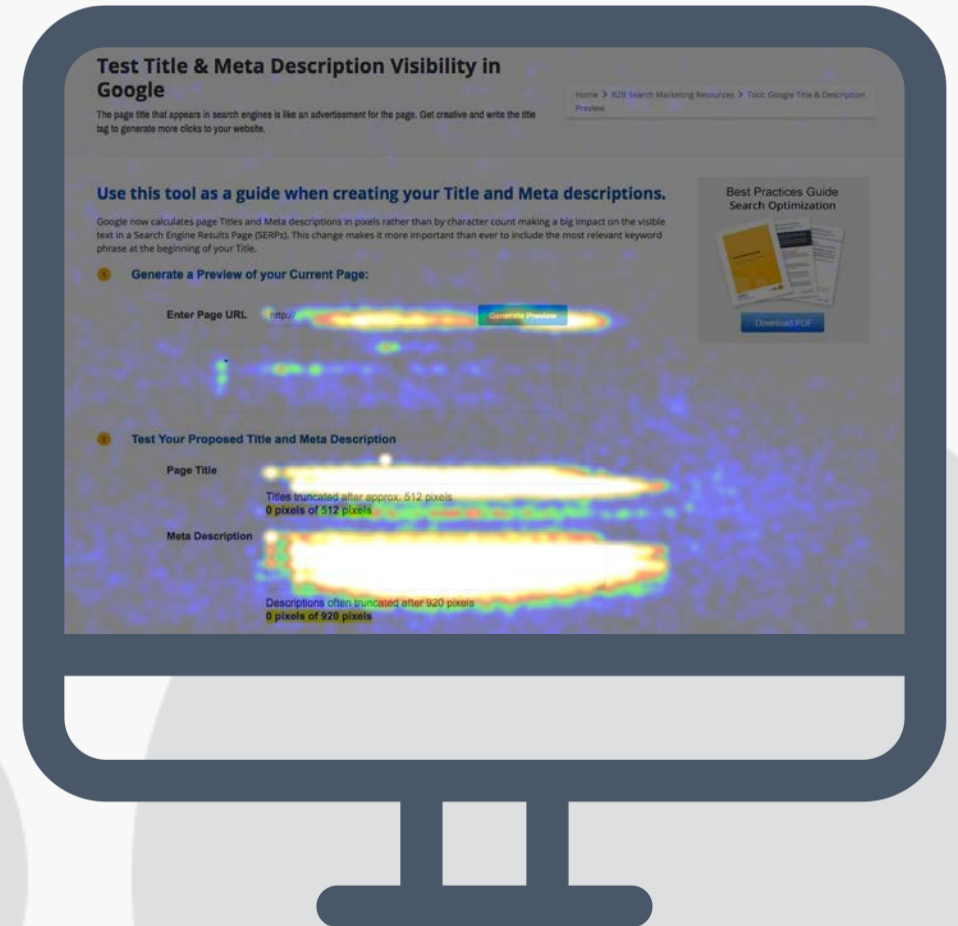 Test Title & Meta Description Visibility in
Google
The page title that appears in search engines is like an advertisement for the page. Get creative and write the title
tag to generate more clicks to your website.
Home > B2B Search Marketing Resources > Tool: Google Title & Description
Preview
Use this tool as a guide when creating your Title and Meta descriptions.
Google now calculates page Titles and Meta descriptions in pixels rather than by character count making a big impact on the visible
text in a Search Engine Results Page (SERPs). This change makes it more important than ever to include the most relevant keyword
phrase at the beginning of your Title.
Best Practices Guide
Search Optimization
Download PDF
1 Generate a Preview of your Current Page:
Enter Page URL http:// Generate Preview
2 Test Your Proposed Title and Meta Description
Page Title
Titles truncated after approx. 512 pixels
0 pixels of 512 pixels
Meta Description
Descriptions often truncated after 920 pixels
0 pixels of 920 pixels